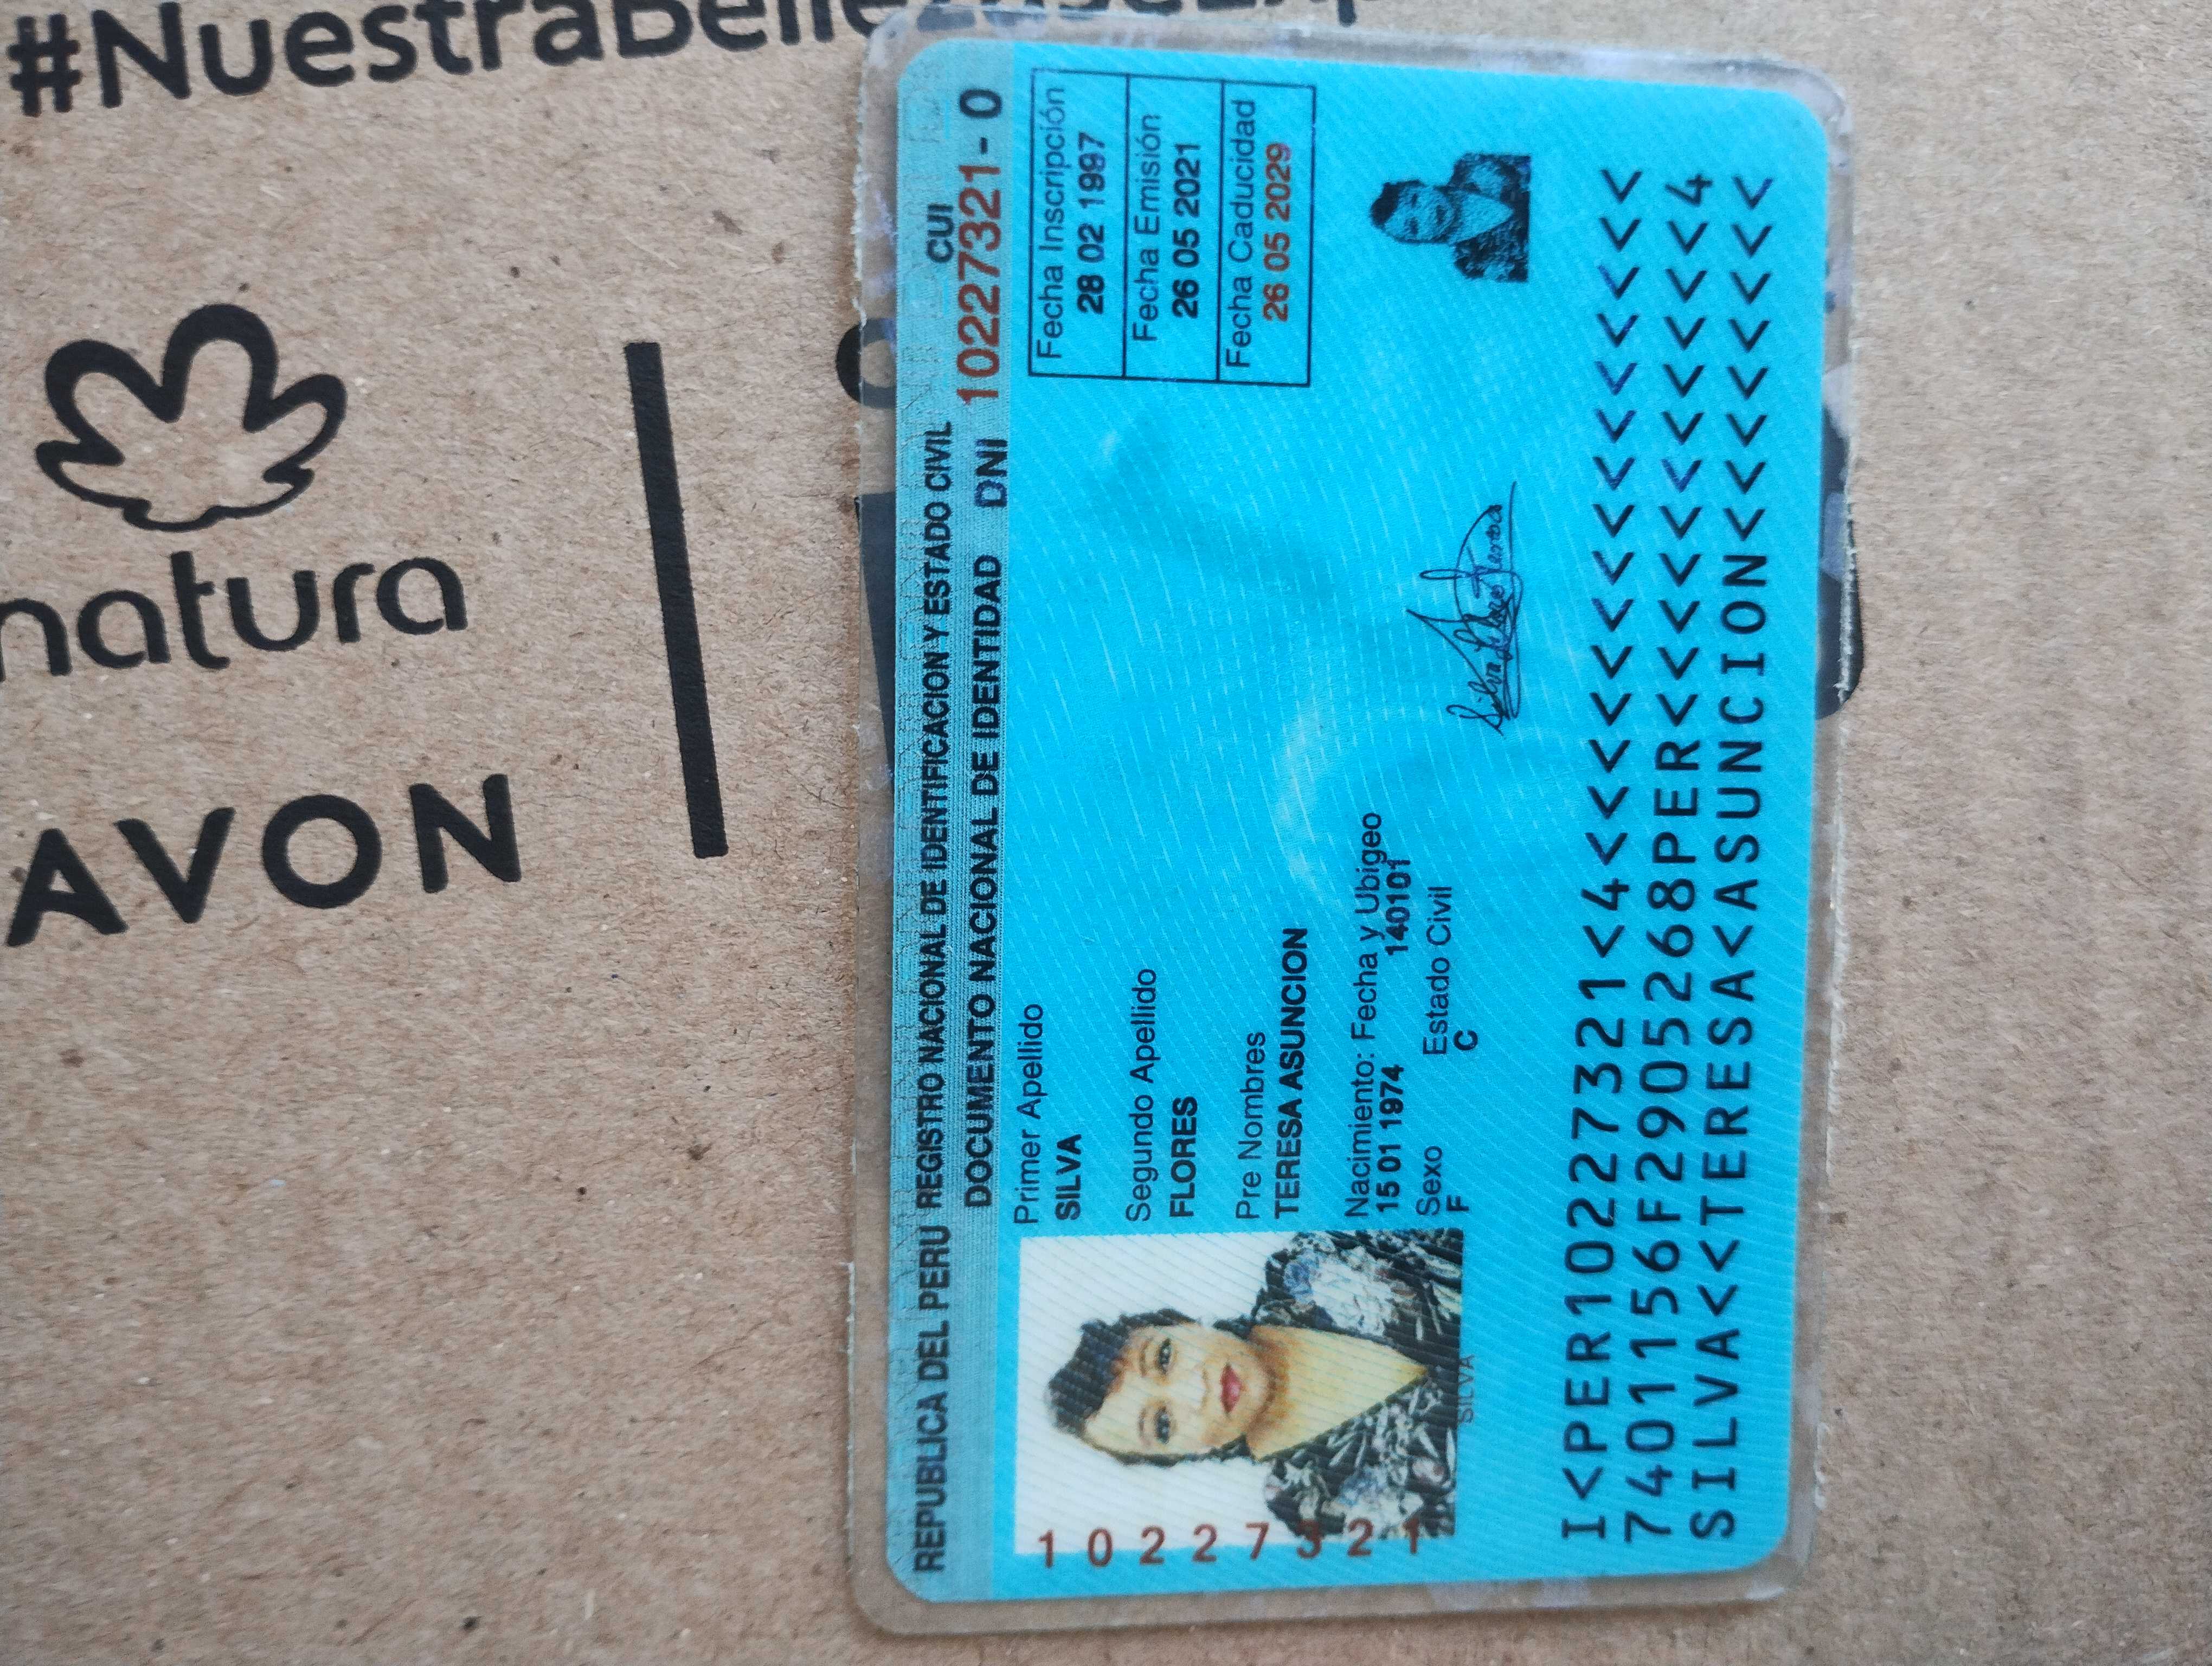 #NuestraBelle
natura
AVON
REPUBLICA DEL PERU REGISTRO NACIONAL DE IDENTIFICACION Y ESTADO CIVIL
CUI
DOCUMENTO NACIONAL DE IDENTIDAD DNI 10227321 - 0
Primer Apellido
SILVA
Segundo Apellido
FLORES
Pre Nombres
TERESA ASUNCION
Nacimiento: Fecha y Ubigeo
15 01 1974 140101
Sexo Estado Civil
F C
Fecha Inscripción
28 02 1997
Fecha Emisión
26 05 2021
Fecha Caducidad
26 05 2029
10227321
SILVA
I<PER10227321<4<<<<<<<<<<<<<<<
7401156F2905268PER<<<<<<<<<<<4
SILVA<<TERESA<ASUNCION<<<<<<<<